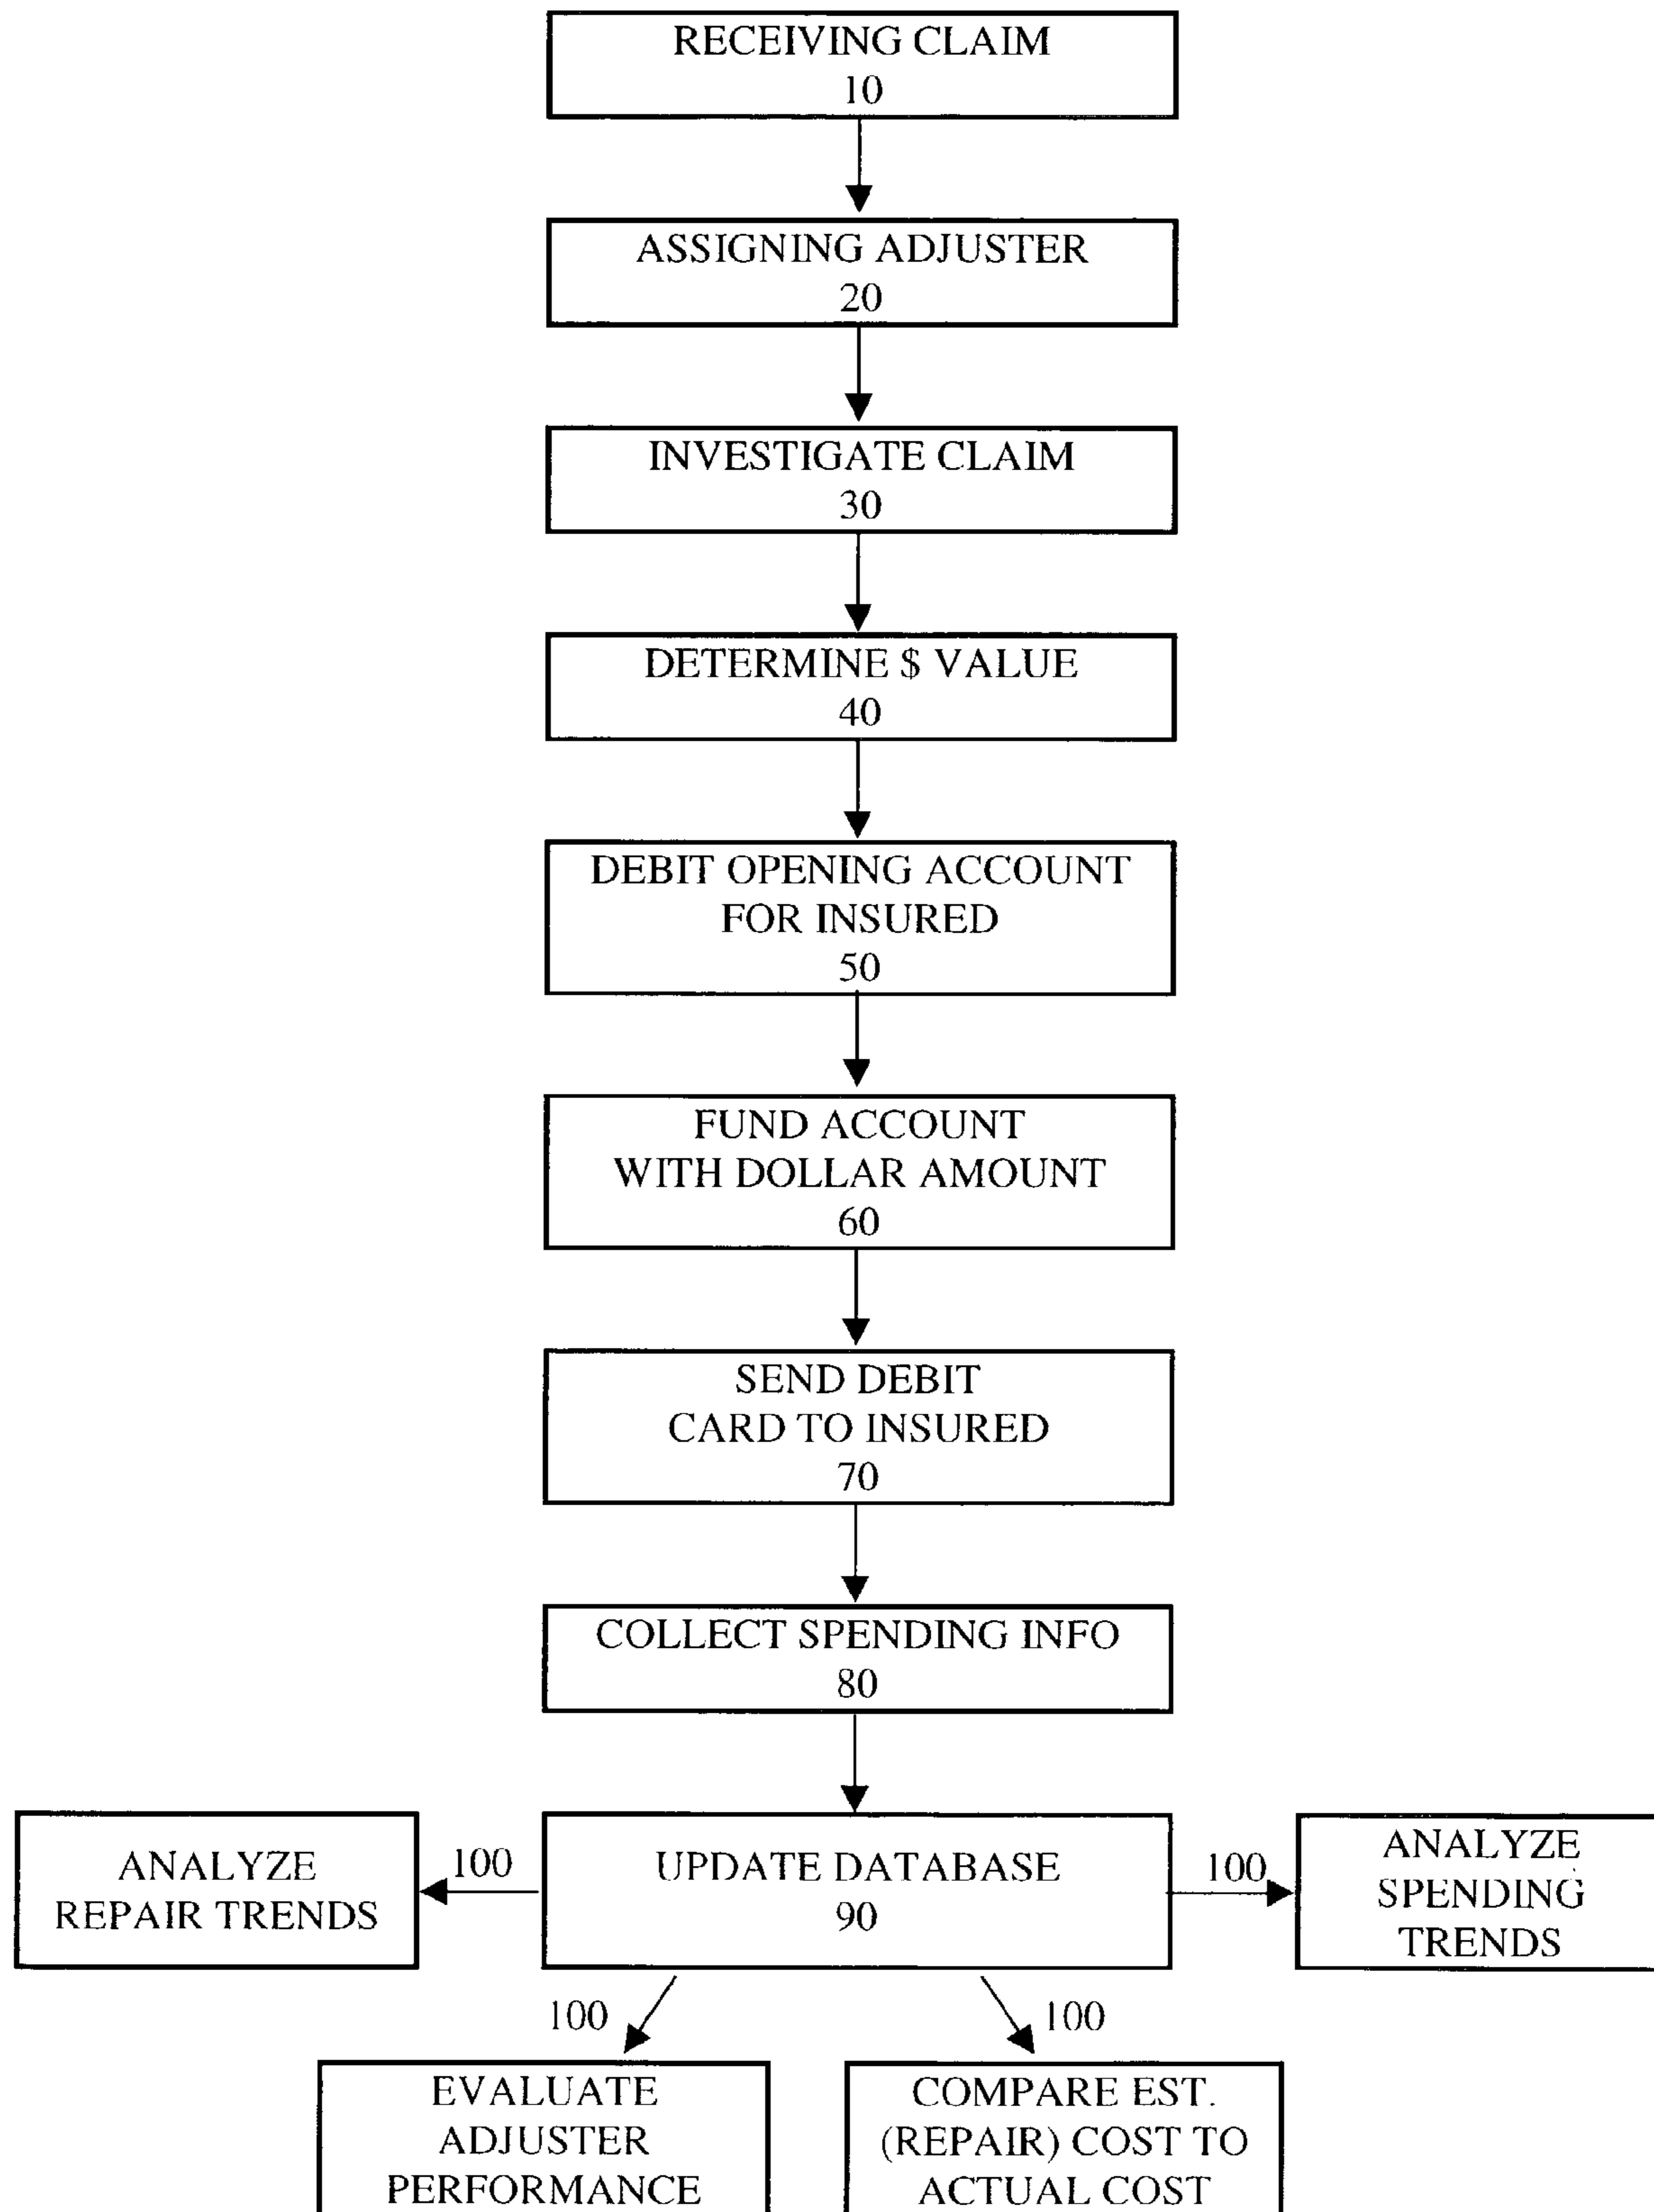 RECEIVING CLAIM
10
ASSIGNING ADJUSTER
20
INVESTIGATE CLAIM
30
DETERMINE $ VALUE
40
DEBIT OPENING ACCOUNT
FOR INSURED
50
FUND ACCOUNT
WITH DOLLAR AMOUNT
60
SEND DEBIT
CARD TO INSURED
70
COLLECT SPENDING INFO
80
ANALYZE
REPAIR TRENDS
100
UPDATE DATABASE
90
100
ANALYZE
SPENDING
TRENDS
100
100
EVALUATE
ADJUSTER
PERFORMANCE
COMPARE EST.
(REPAIR) COST TO
ACTUAL COST